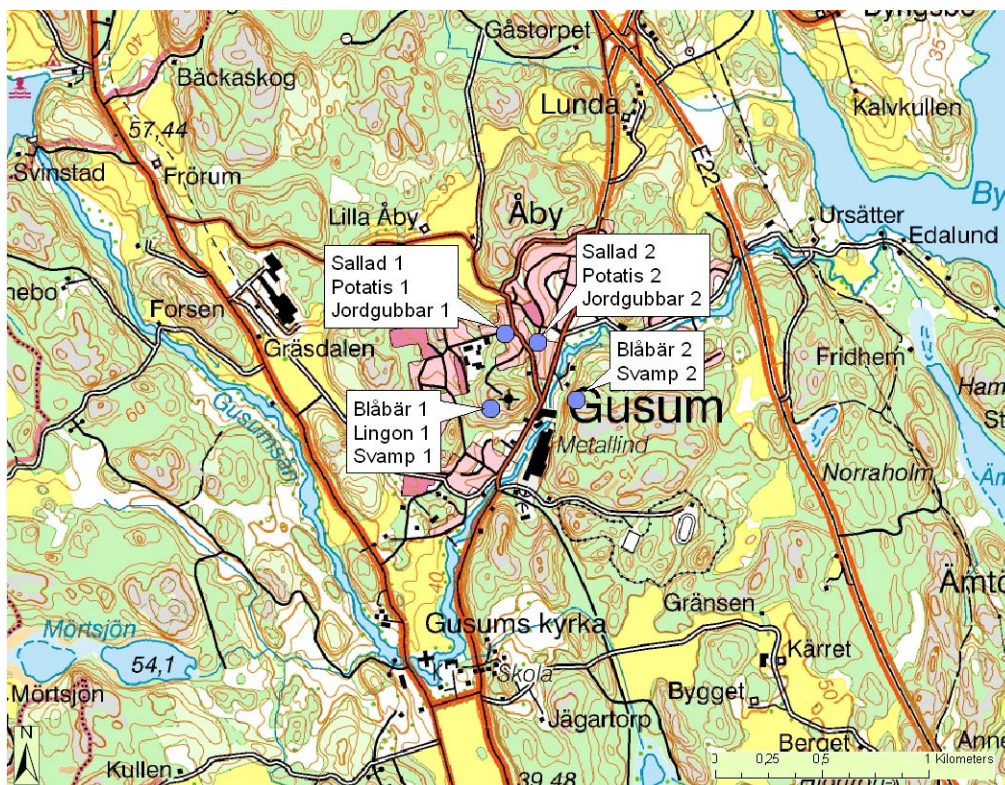 Gåstorpet
Bäckaskog
Lunda
Kalvkullen
57,44
Svinstad
Frörum
E22
Lilla Åby
Åby
Ursätter
Edalund
Sallad 1
Potatis 1
Jordgubbar 1
Sallad 2
Potatis 2
Jordgubbar 2
Forsen
Gräsdalen
Fridhem
Blåbär 2
Svamp 2
Blåbär 1
Lingon 1
Svamp 1
Gusum
Metallind
Gusumsån
Norraholm
Gränsen
Mörtsjön
Gusums kyrka
Kärret
54,1
K
Skola
Mörtsjön
Bygget
Jägartorp
N
Berget
Kullen
39,48
0 0,25 0,5 1 Kilometers